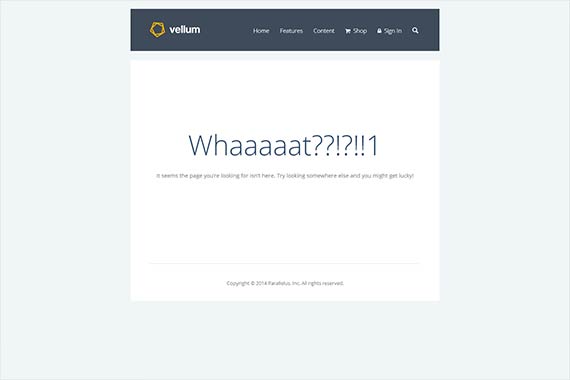 vellum
Home Features Content Shop Sign In
Whaaaaat??!?!!1
It seems the page you're looking for isn't here. Try looking somewhere else and you might get lucky!
Copyright © 2014 Parallelus, Inc. All rights reserved.